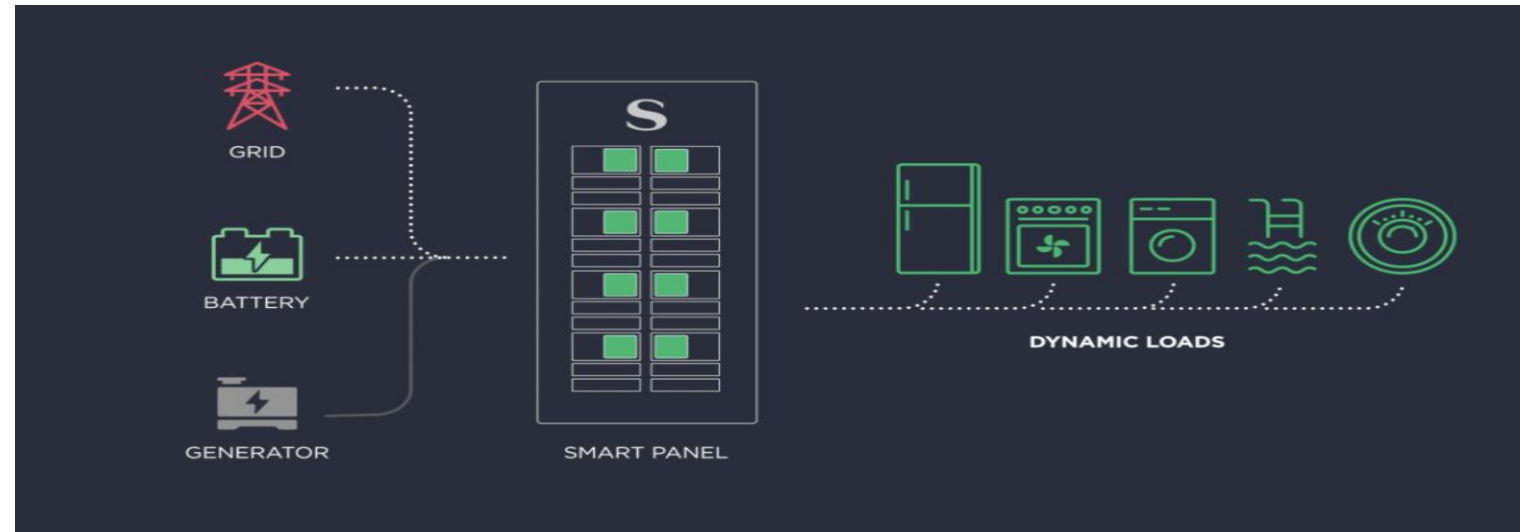 GRID
BATTERY
GENERATOR
S
SMART PANEL
DYNAMIC LOADS